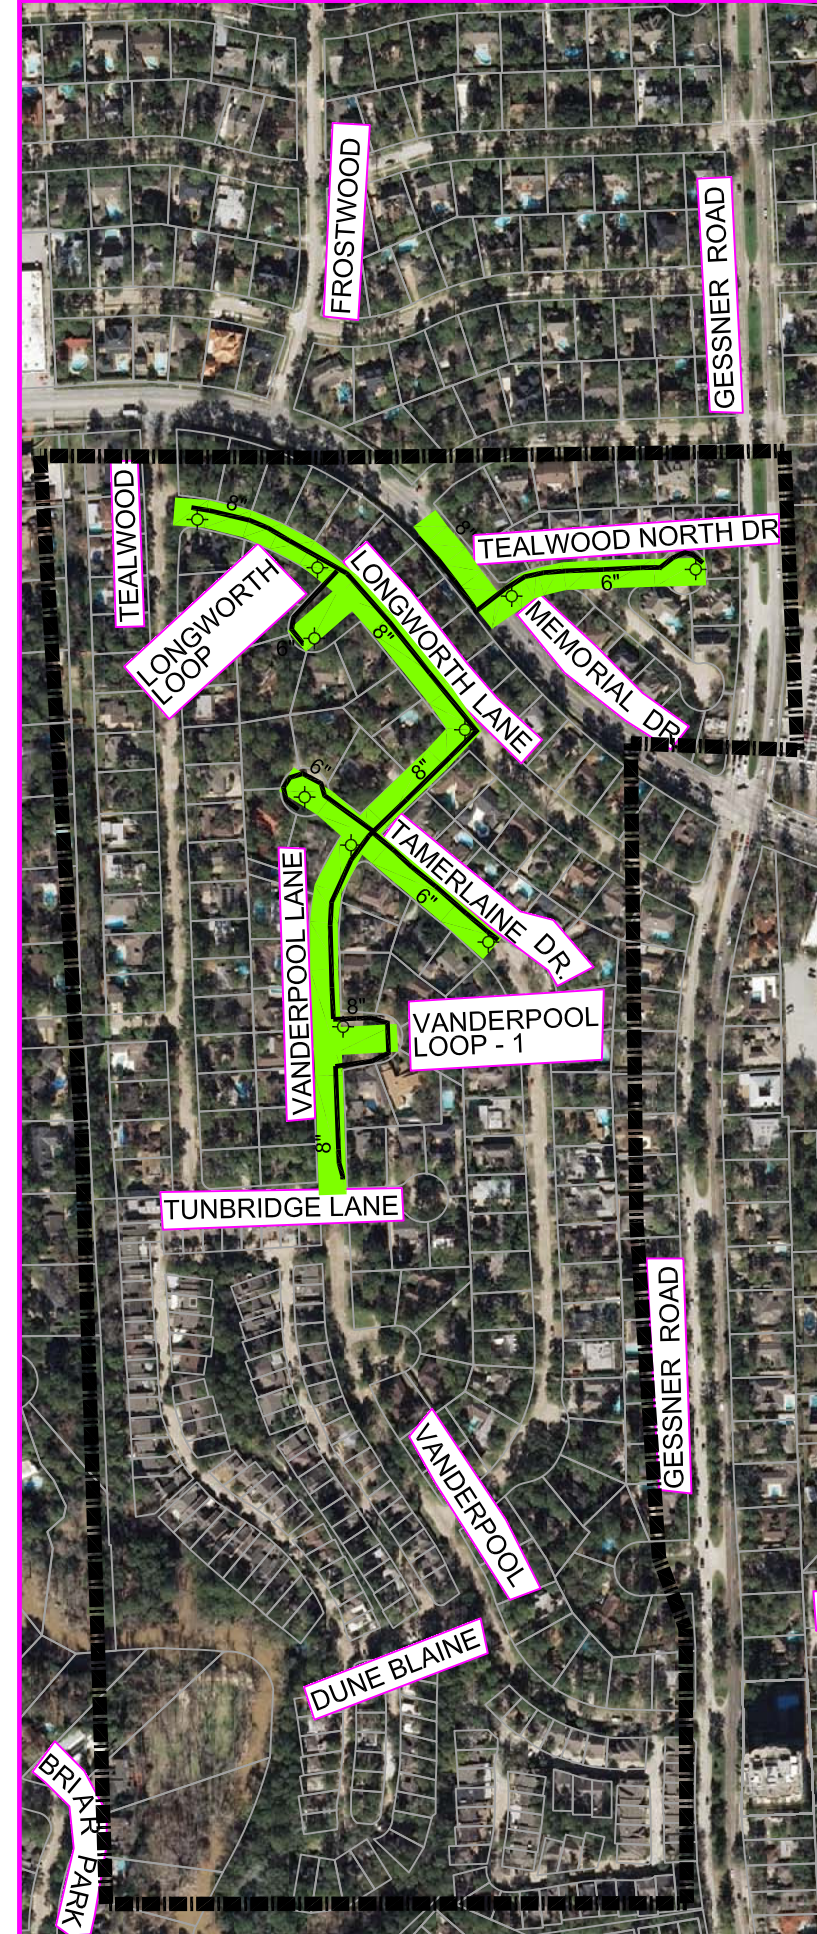 FROSTWOOD
GESSNER ROAD
TEALWOOD
8"
8"
TEALWOOD NORTH DR
6"
LONGWORTH
LOOP
LONGWORTH LANE
8"
6"
MEMORIAL DR.
8"
6"
TAMERLAINE DR.
6"
VANDERPOOL LANE
8"
VANDERPOOL
LOOP - 1
8"
TUNBRIDGE LANE
GESSNER ROAD
VANDERPOOL
DUNE BLAINE
BRIAR PARK